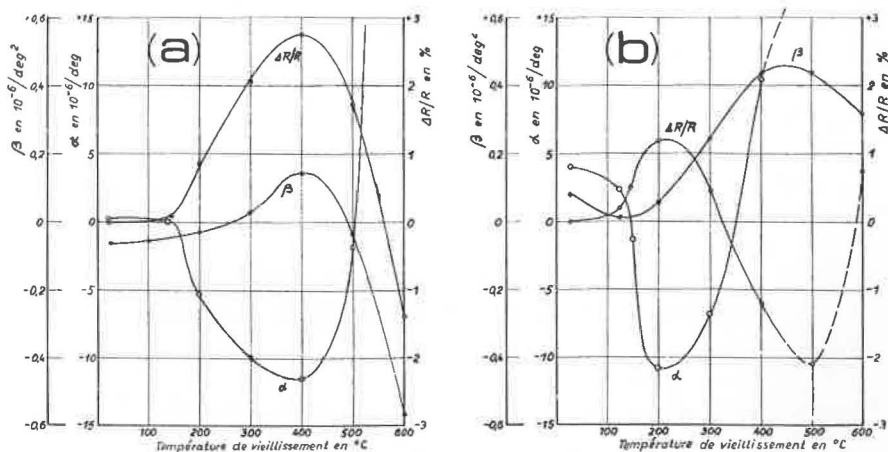 (a)
β en 10⁻⁶/deg²
+0,6
0,4
0,2
0
-0,2
-0,4
-0,6
α en 10⁻⁶/deg
+15
10
5
0
-5
-10
-15
ΔR/R
β
α
+3
2
1
0
-1
-2
-3
ΔR/R en %
100 200 300 400 500 600
Température de vieillissement en °C
(b)
β en 10⁻⁶/deg²
+0,6
0,4
0,2
0
-0,2
-0,4
-0,6
α en 10⁻⁶/deg
+15
10
5
0
-5
-10
-15
β
ΔR/R
α
+3
2
1
0
-1
-2
-3
ΔR/R en %
100 200 300 400 500 600
Température de vieillissement en °C